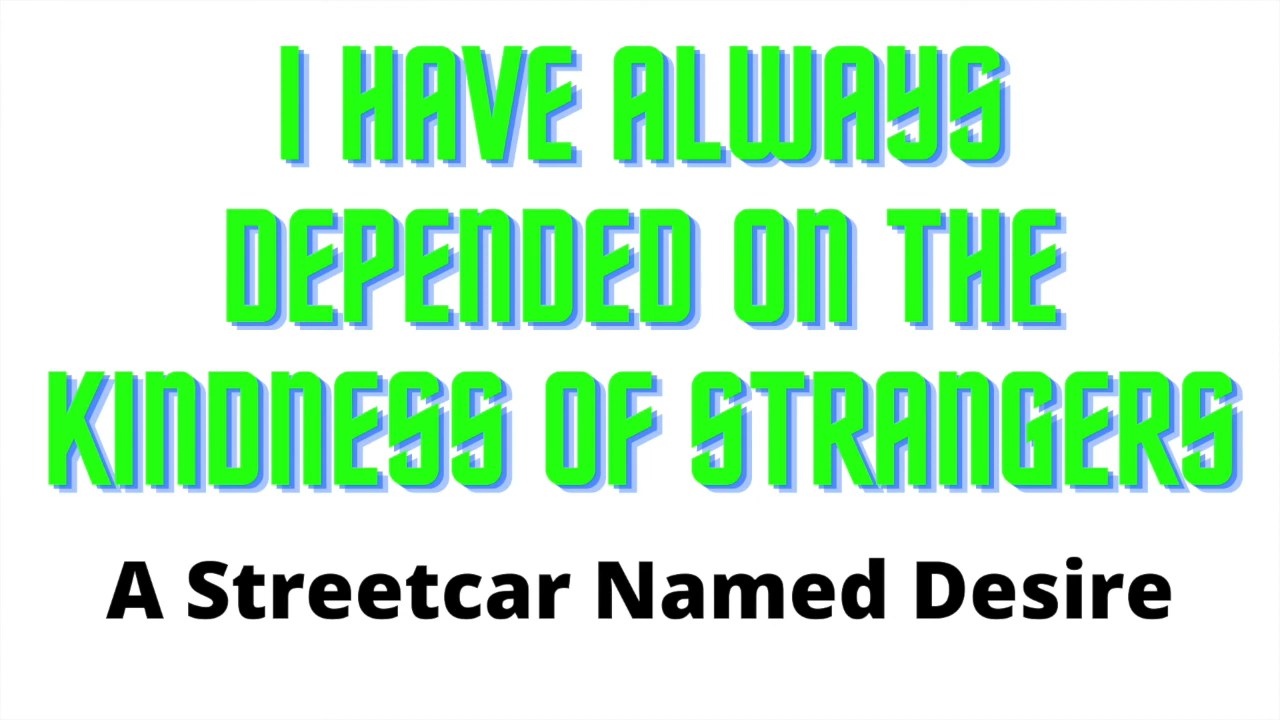 I HAVE ALWAYS
DEPENDED ON THE
KINDNESS OF STRANGERS
A Streetcar Named Desire